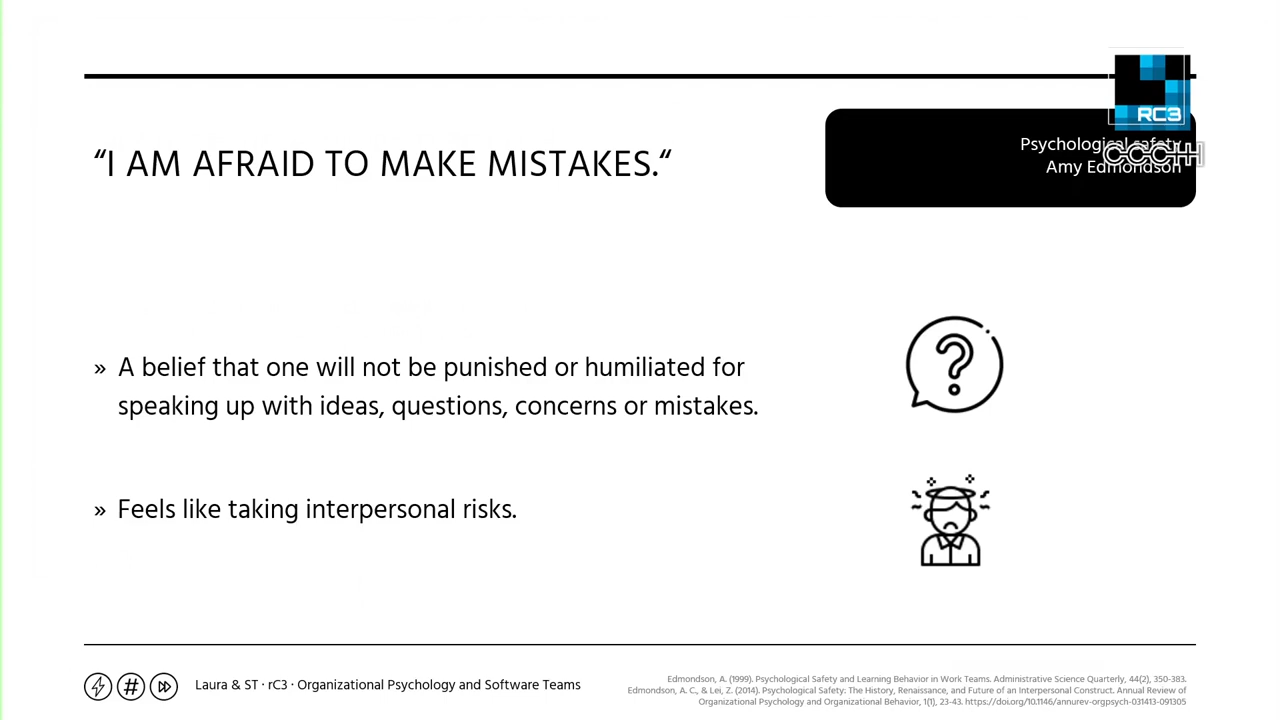 RC3
“I AM AFRAID TO MAKE MISTAKES.“
Psychological safety
Amy Edmondson
CCCHH
» A belief that one will not be punished or humiliated for
speaking up with ideas, questions, concerns or mistakes.
» Feels like taking interpersonal risks.
Laura & ST · rC3 · Organizational Psychology and Software Teams
Edmondson, A. (1999). Psychological Safety and Learning Behavior in Work Teams. Administrative Science Quarterly, 44(2), 350-383.
Edmondson, A. C., & Lei, Z. (2014). Psychological Safety: The History, Renaissance, and Future of an Interpersonal Construct. Annual Review of
Organizational Psychology and Organizational Behavior, 1(1), 23-43. https://doi.org/10.1146/annurev-orgpsych-031413-091305